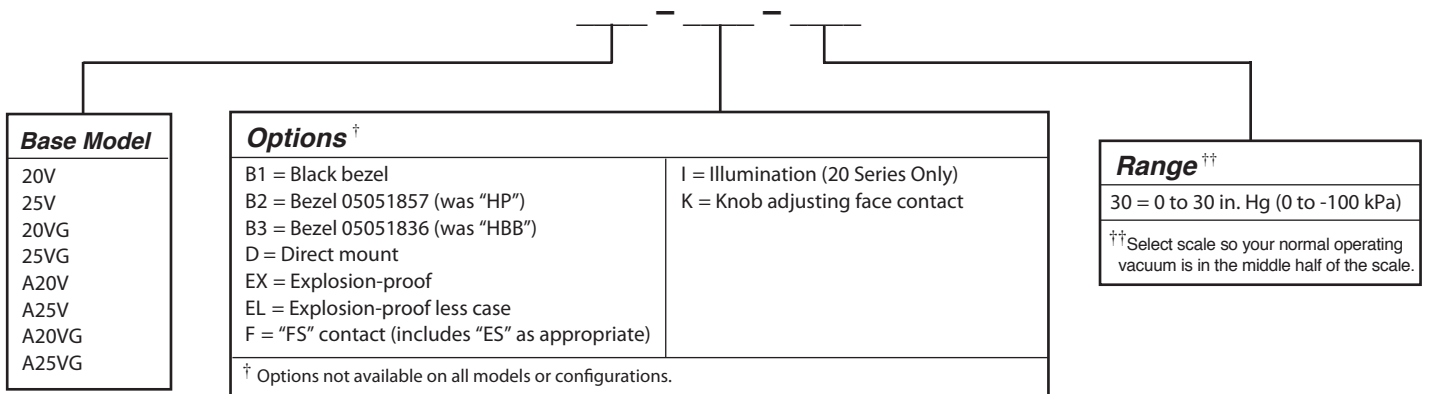 ____ – ____ – ____
Base Model
20V
25V
20VG
25VG
A20V
A25V
A20VG
A25VG
Options †
B1 = Black bezel
B2 = Bezel 05051857 (was “HP”)
B3 = Bezel 05051836 (was “HBB”)
D = Direct mount
EX = Explosion-proof
EL = Explosion-proof less case
F = “FS” contact (includes “ES” as appropriate)
I = Illumination (20 Series Only)
K = Knob adjusting face contact
† Options not available on all models or configurations.
Range ††
30 = 0 to 30 in. Hg (0 to -100 kPa)
††Select scale so your normal operating
vacuum is in the middle half of the scale.